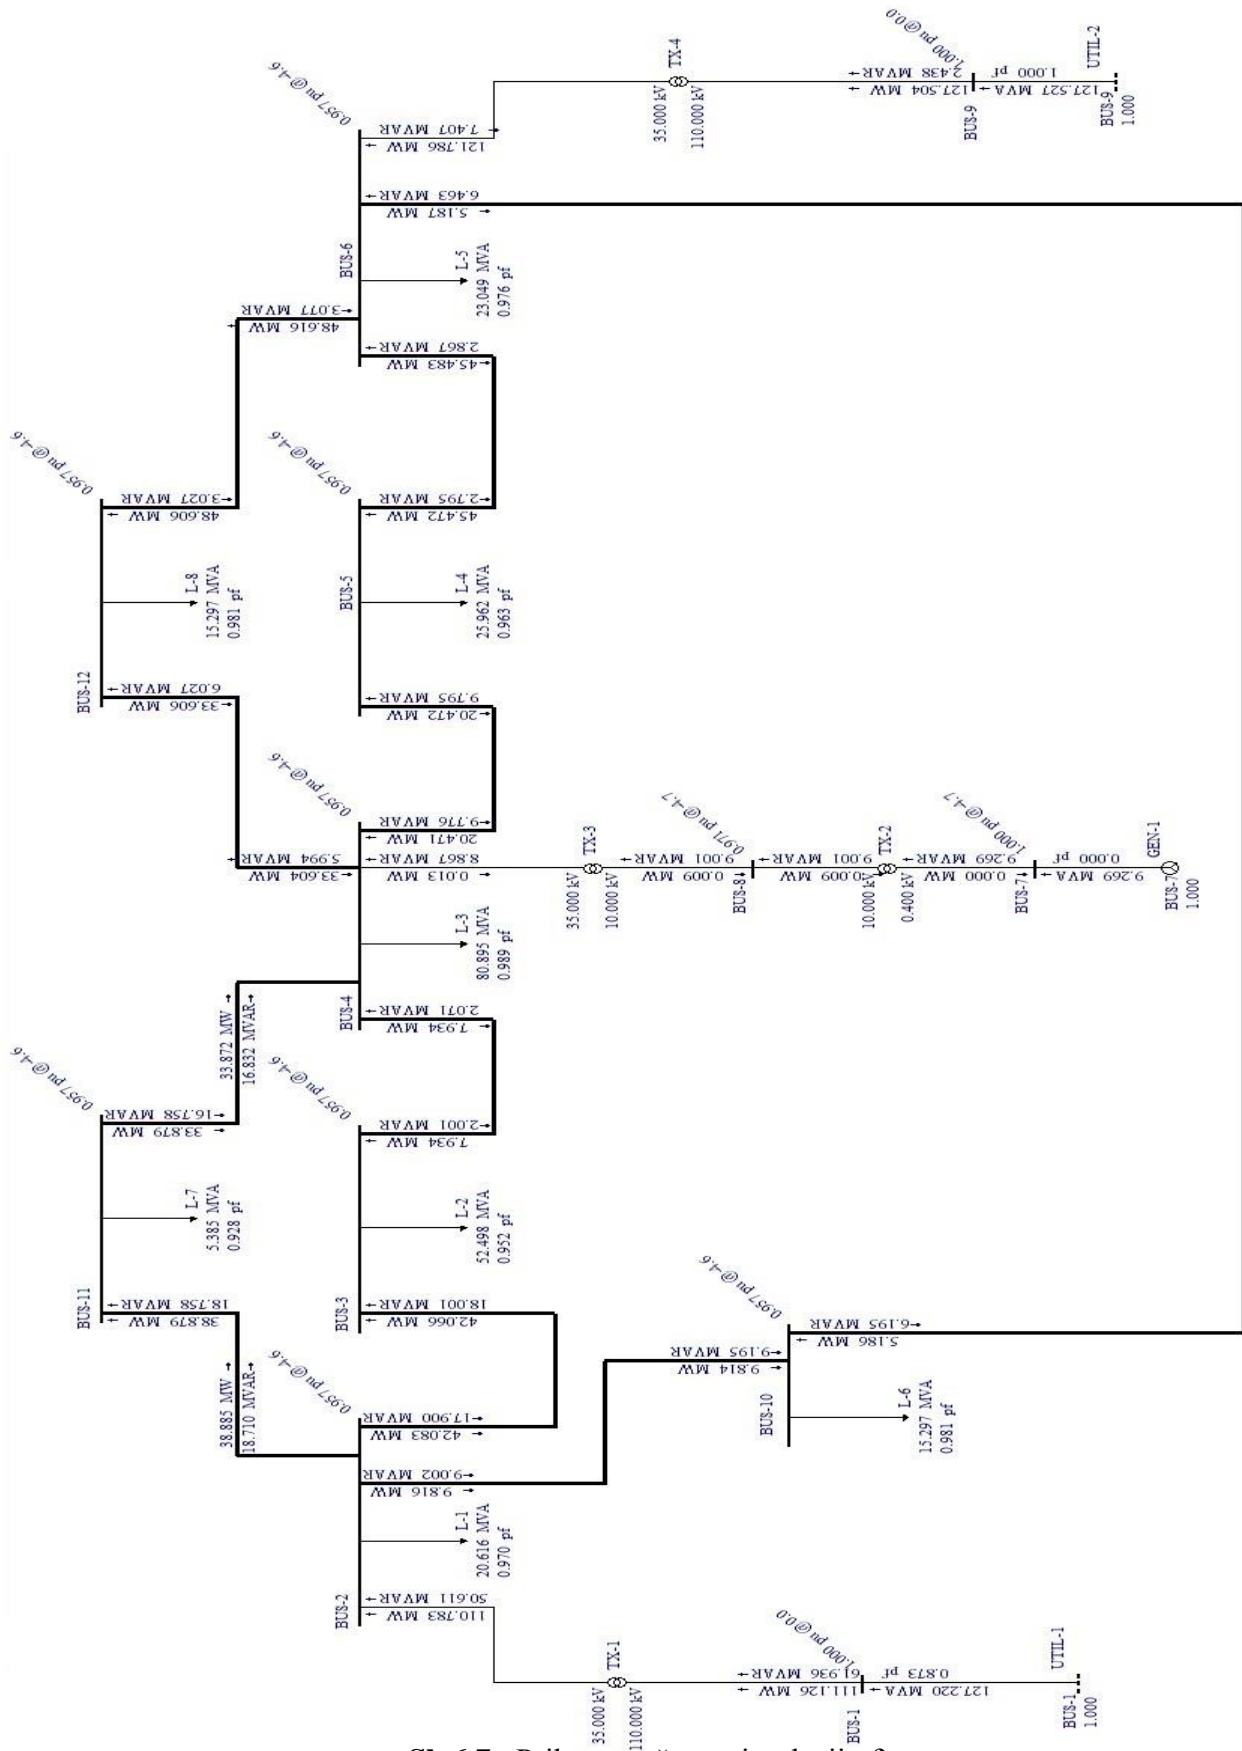 UTIL-2
BUS-9
1.000
127.527 MVA
1.000 pf
BUS-9
1.000 pu@0.0
127.504 MW
2.438 MVAR
TX-4
35.000 kV
110.000 kV
0.957 pu@-4.6
121.786 MW
7.407 MVAR
5.187 MW
6.463 MVAR
BUS-6
L-5
23.049 MVA
0.976 pf
48.616 MW
3.077 MVAR
45.483 MW
2.867 MVAR
0.957 pu@-4.6
48.606 MW
3.027 MVAR
L-8
15.297 MVA
0.981 pf
BUS-12
33.606 MW
6.027 MVAR
0.957 pu@-4.6
45.472 MW
2.795 MVAR
BUS-5
L-4
25.962 MVA
0.963 pf
20.472 MW
9.795 MVAR
0.957 pu@-4.6
20.471 MW
9.776 MVAR
33.604 MW
5.994 MVAR
0.013 MW
8.867 MVAR
TX-3
35.000 kV
10.000 kV
0.009 MW
9.001 MVAR
0.971 pu@-4.7
BUS-8
0.009 MW
9.001 MVAR
TX-2
10.000 kV
0.400 kV
0.000 MW
9.269 MVAR
1.000 pu@-4.7
BUS-7
9.269 MVA
0.000 pf
GEN-1
BUS-7
1.000
L-3
80.895 MVA
0.989 pf
BUS-4
33.872 MW
16.832 MVAR
7.934 MW
2.071 MVAR
0.957 pu@-4.6
33.879 MW
16.758 MVAR
L-7
5.385 MVA
0.928 pf
BUS-11
38.879 MW
18.758 MVAR
0.957 pu@-4.6
7.934 MW
2.001 MVAR
L-2
52.498 MVA
0.952 pf
BUS-3
42.066 MW
18.001 MVAR
0.957 pu@-4.6
38.885 MW
18.710 MVAR
42.083 MW
17.900 MVAR
9.816 MW
9.002 MVAR
L-1
20.616 MVA
0.970 pf
BUS-2
110.783 MW
50.611 MVAR
0.957 pu@-4.6
5.186 MW
6.195 MVAR
9.814 MW
9.195 MVAR
BUS-10
L-6
15.297 MVA
0.981 pf
TX-1
35.000 kV
110.000 kV
1.000 pu@0.0
111.126 MW
61.936 MVAR
BUS-1
127.220 MVA
0.873 pf
UTIL-1
BUS-1
1.000